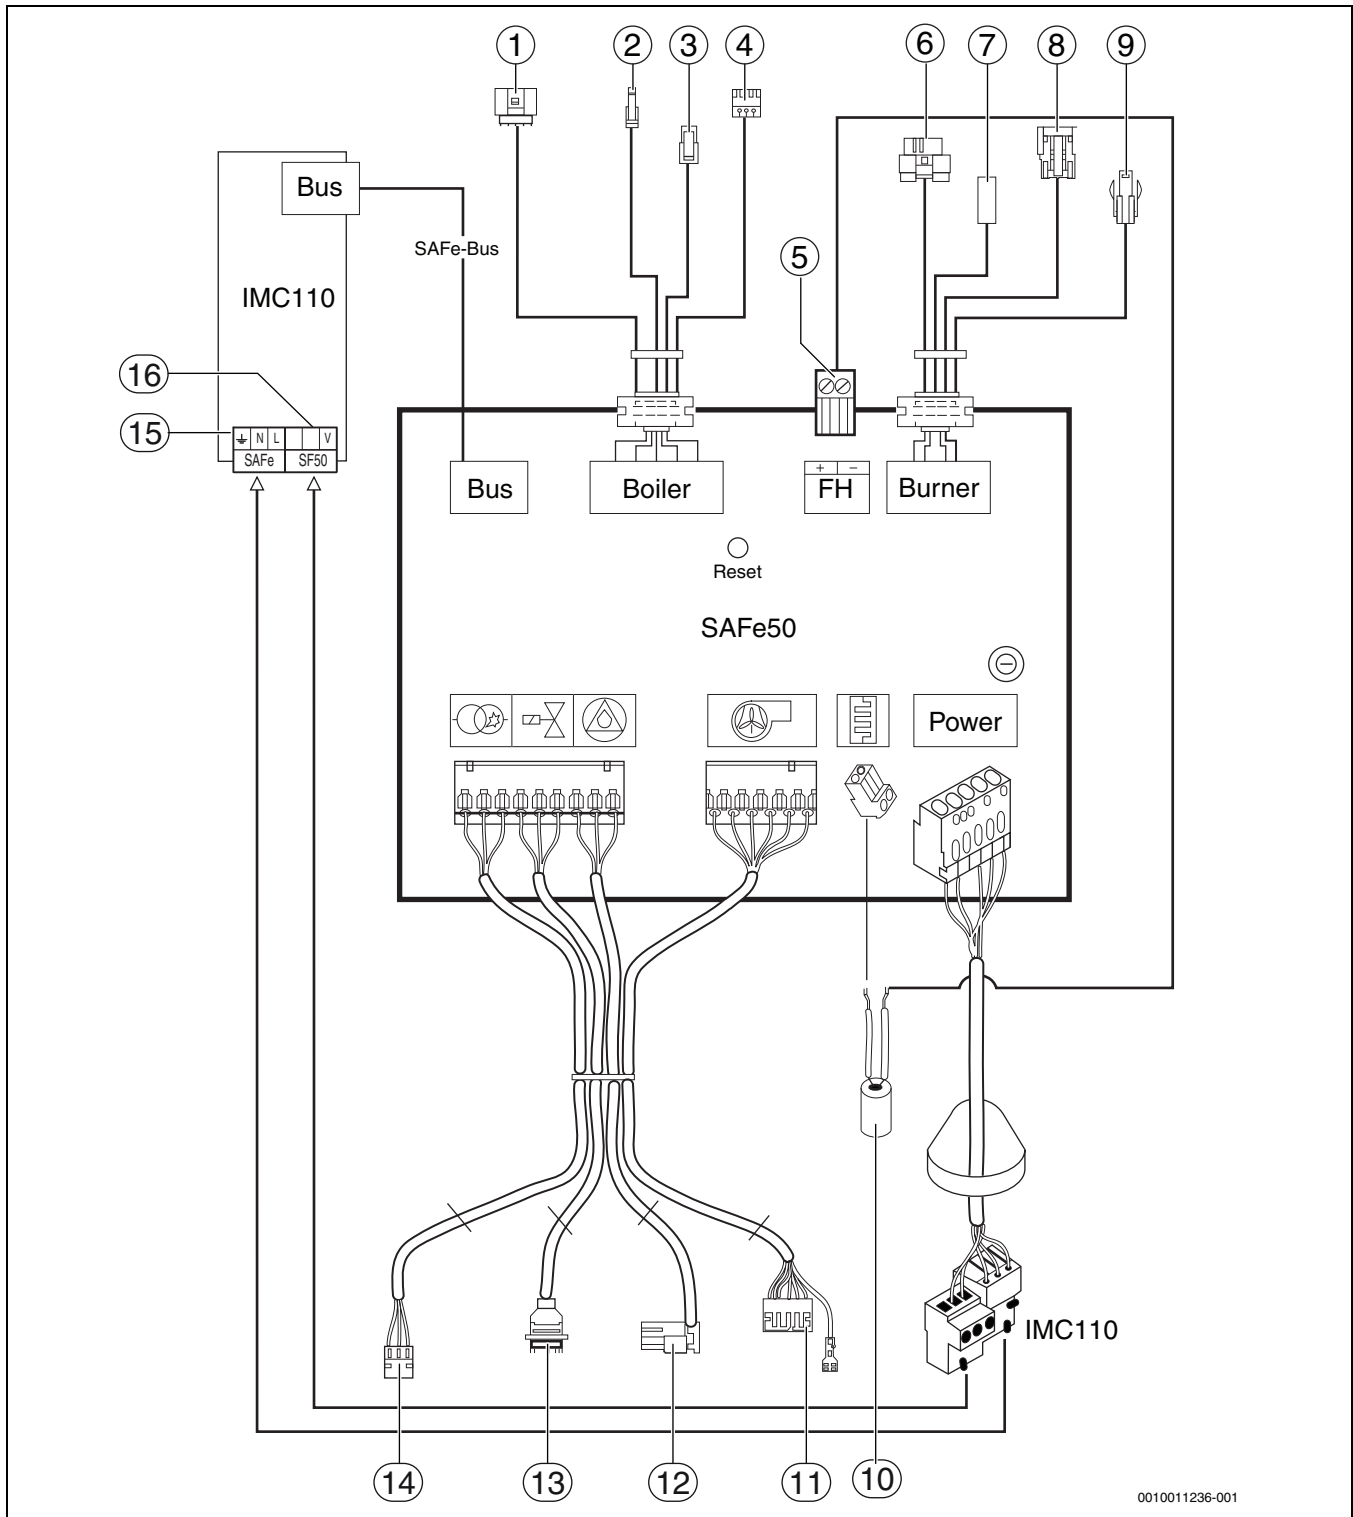 1 2 3 4 6 7 8 9
Bus
SAFe-Bus
5
IMC110
16
15
N L V
SAFe SF50
Bus Boiler + − FH Burner
Reset
SAFe50
Power
IMC110
14 13 12 11 10
0010011236-001